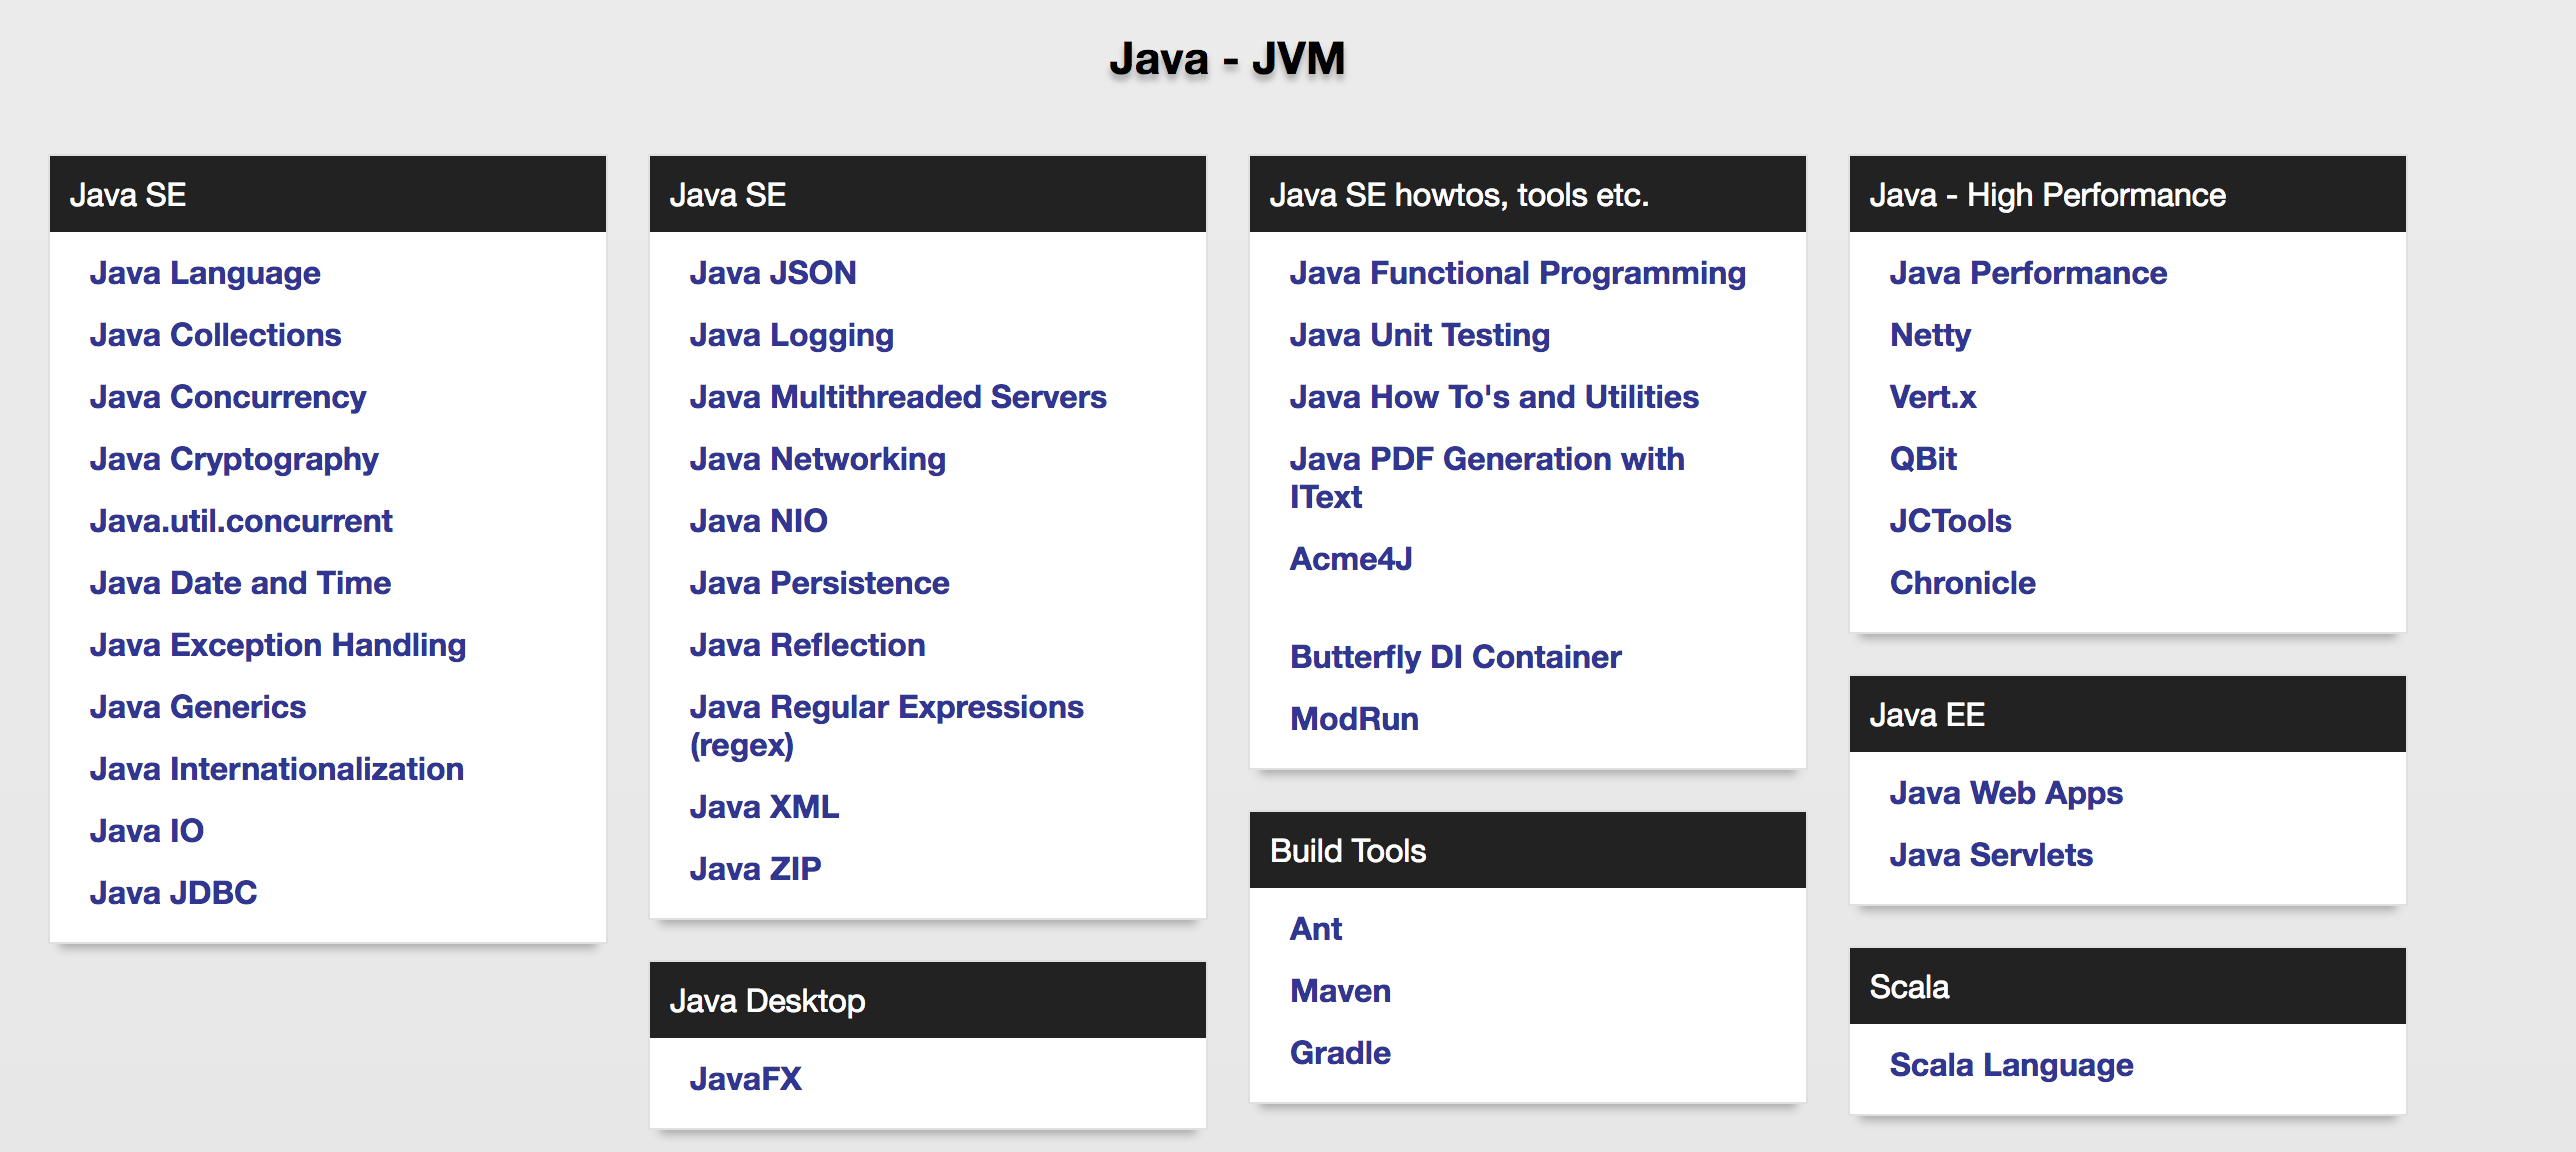 Java - JVM
Java SE
Java Language
Java Collections
Java Concurrency
Java Cryptography
Java.util.concurrent
Java Date and Time
Java Exception Handling
Java Generics
Java Internationalization
Java IO
Java JDBC
Java SE
Java JSON
Java Logging
Java Multithreaded Servers
Java Networking
Java NIO
Java Persistence
Java Reflection
Java Regular Expressions
(regex)
Java XML
Java ZIP
Java Desktop
JavaFX
Java SE howtos, tools etc.
Java Functional Programming
Java Unit Testing
Java How To's and Utilities
Java PDF Generation with
IText
Acme4J
Butterfly DI Container
ModRun
Build Tools
Ant
Maven
Gradle
Java - High Performance
Java Performance
Netty
Vert.x
QBit
JCTools
Chronicle
Java EE
Java Web Apps
Java Servlets
Scala
Scala Language